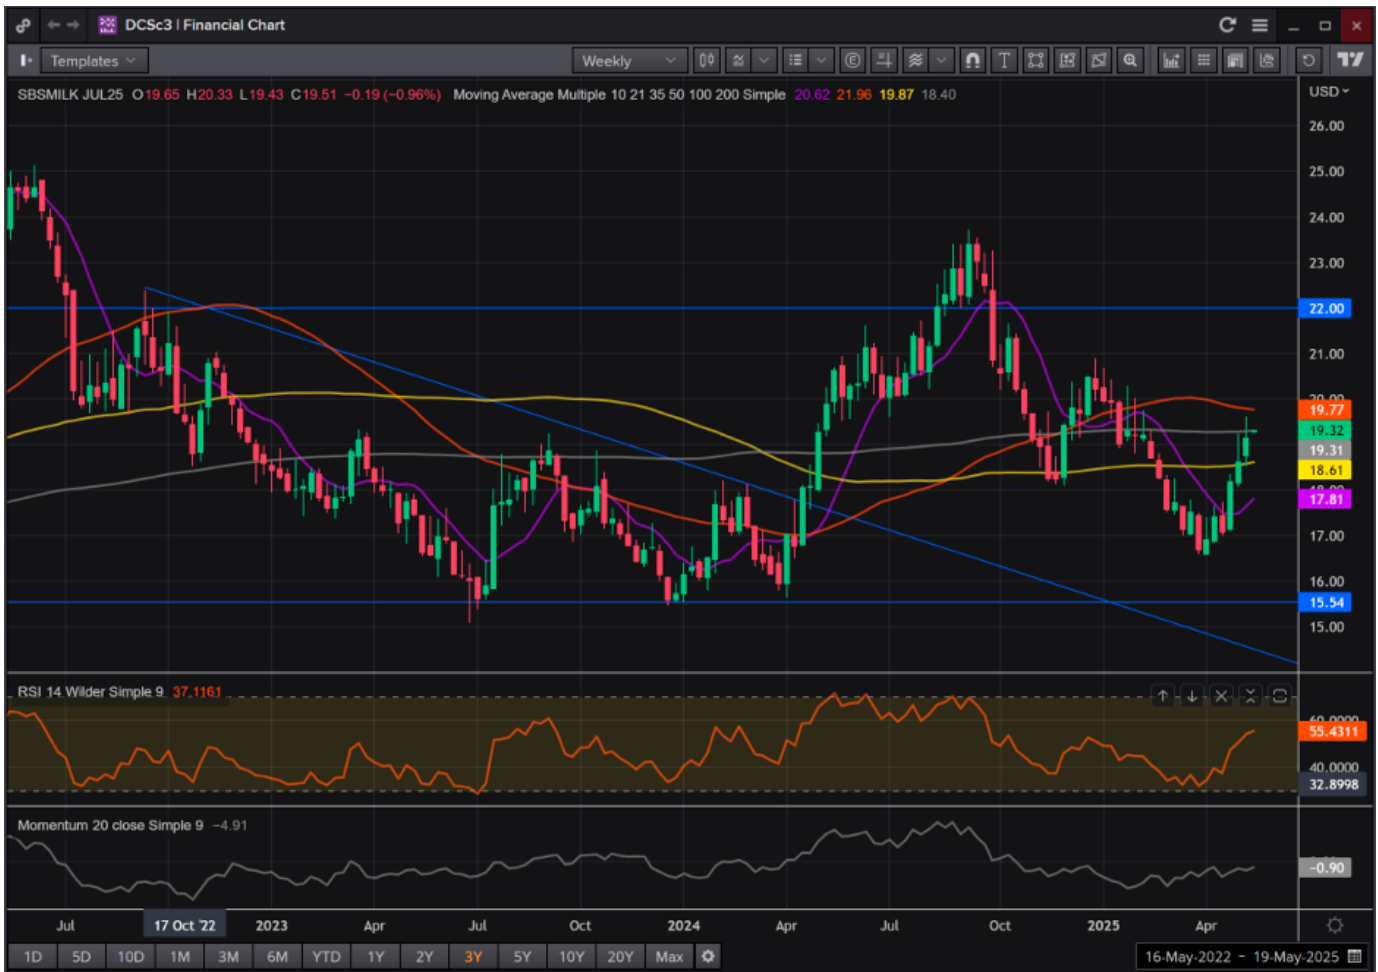 DCSc3 | Financial Chart
Templates
Weekly
SBSMILK JUL25 O19.65 H20.33 L19.43 C19.51 −0.19 (−0.96%) Moving Average Multiple 10 21 35 50 100 200 Simple 20.62 21.96 19.87 18.40
USD
26.00
25.00
24.00
23.00
22.00
21.00
20.00
19.77
19.32
19.31
18.61
18.00
17.81
17.00
16.00
15.54
15.00
RSI 14 Wilder Simple 9 37.1161
60.0000
55.4311
40.0000
32.8998
Momentum 20 close Simple 9 −4.91
−0.90
Jul 17 Oct '22 2023 Apr Jul Oct 2024 Apr Jul Oct 2025 Apr
1D 5D 10D 1M 3M 6M YTD 1Y 2Y 3Y 5Y 10Y 20Y Max 16-May-2022 - 19-May-2025